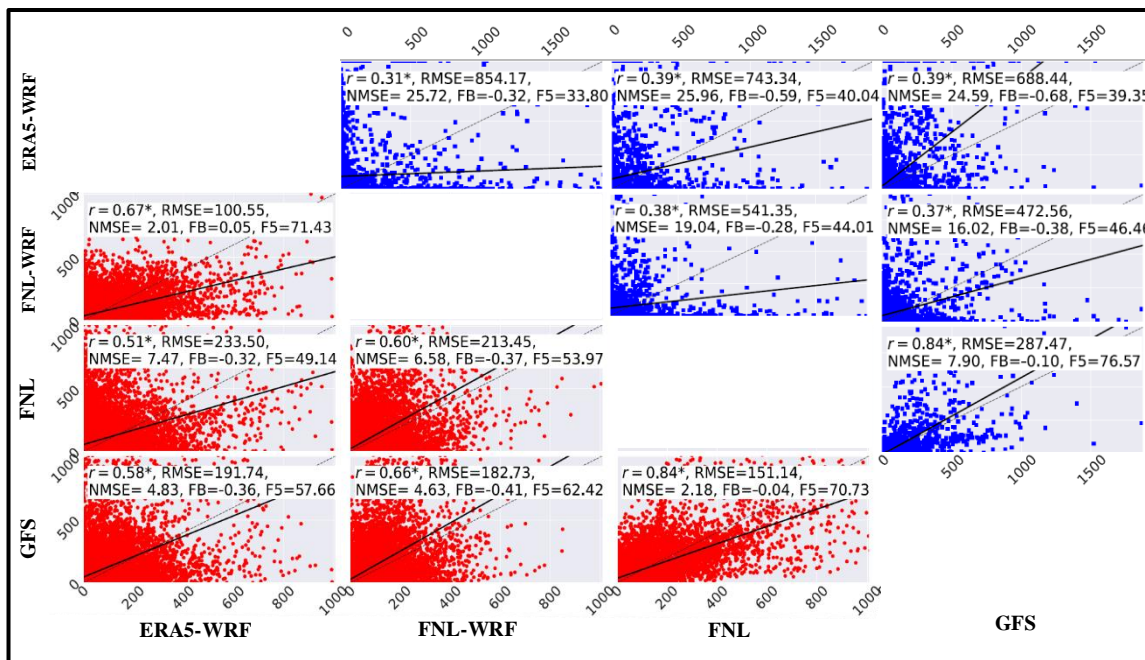 0 500 1000 1500 0 500 1000 1500 0 500 1000 1500
ERA5-WRF
r = 0.31*, RMSE=854.17,
NMSE= 25.72, FB=-0.32, F5=33.80
r = 0.39*, RMSE=743.34,
NMSE= 25.96, FB=-0.59, F5=40.04
r = 0.39*, RMSE=688.44,
NMSE= 24.59, FB=-0.68, F5=39.35
FNL-WRF
1000
500
0
r = 0.67*, RMSE=100.55,
NMSE= 2.01, FB=0.05, F5=71.43
r = 0.38*, RMSE=541.35,
NMSE= 19.04, FB=-0.28, F5=44.01
r = 0.37*, RMSE=472.56,
NMSE= 16.02, FB=-0.38, F5=46.46
FNL
1000
500
0
r = 0.51*, RMSE=233.50,
NMSE= 7.47, FB=-0.32, F5=49.14
r = 0.60*, RMSE=213.45,
NMSE= 6.58, FB=-0.37, F5=53.97
r = 0.84*, RMSE=287.47,
NMSE= 7.90, FB=-0.10, F5=76.57
0 500 1000 1500
GFS
1000
500
0
r = 0.58*, RMSE=191.74,
NMSE= 4.83, FB=-0.36, F5=57.66
r = 0.66*, RMSE=182.73,
NMSE= 4.63, FB=-0.41, F5=62.42
r = 0.84*, RMSE=151.14,
NMSE= 2.18, FB=-0.04, F5=70.73
0 200 400 600 800 1000 0 200 400 600 800 1000 0 200 400 600 800 1000
ERA5-WRF FNL-WRF FNL GFS